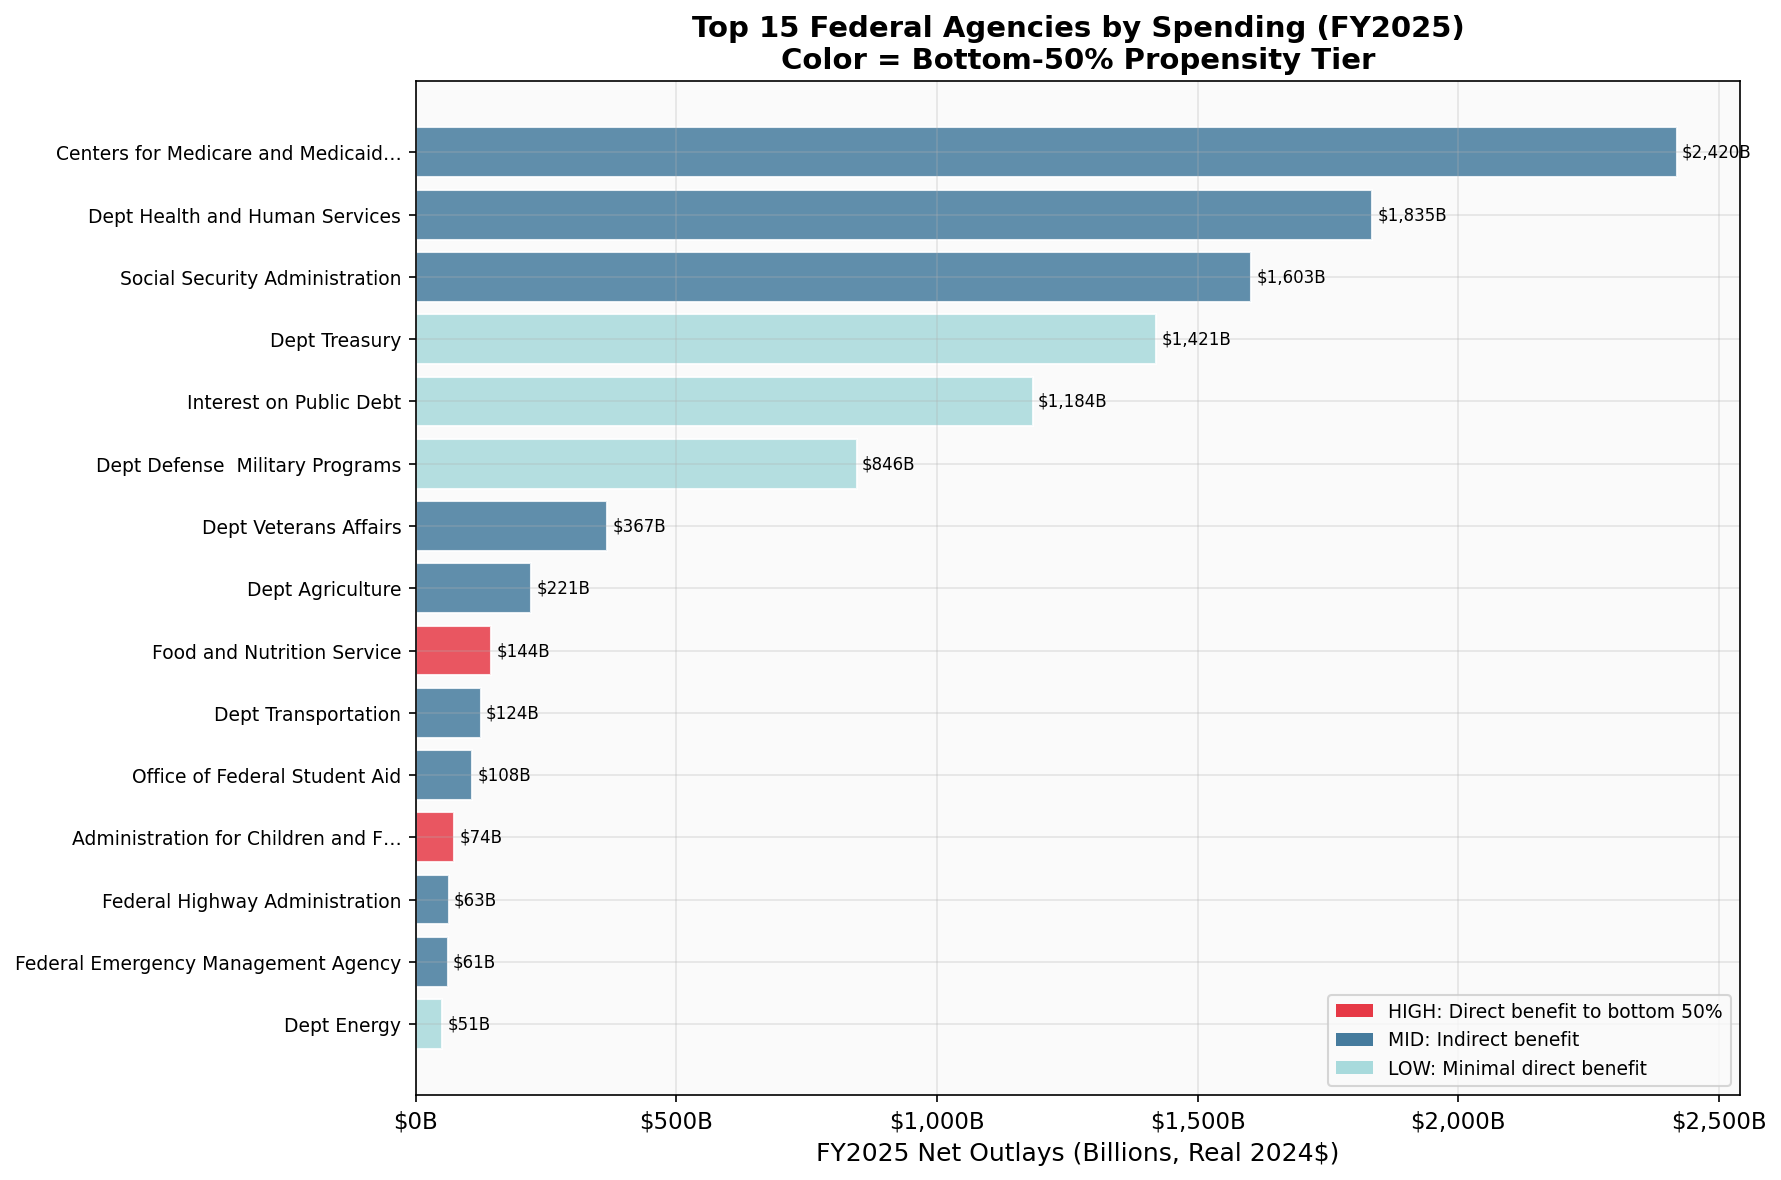 Top 15 Federal Agencies by Spending (FY2025)
Color = Bottom-50% Propensity Tier
Centers for Medicare and Medicaid… $2,420B
Dept Health and Human Services $1,835B
Social Security Administration $1,603B
Dept Treasury $1,421B
Interest on Public Debt $1,184B
Dept Defense  Military Programs $846B
Dept Veterans Affairs $367B
Dept Agriculture $221B
Food and Nutrition Service $144B
Dept Transportation $124B
Office of Federal Student Aid $108B
Administration for Children and F… $74B
Federal Highway Administration $63B
Federal Emergency Management Agency $61B
Dept Energy $51B
HIGH: Direct benefit to bottom 50%
MID: Indirect benefit
LOW: Minimal direct benefit
$0B $500B $1,000B $1,500B $2,000B $2,500B
FY2025 Net Outlays (Billions, Real 2024$)